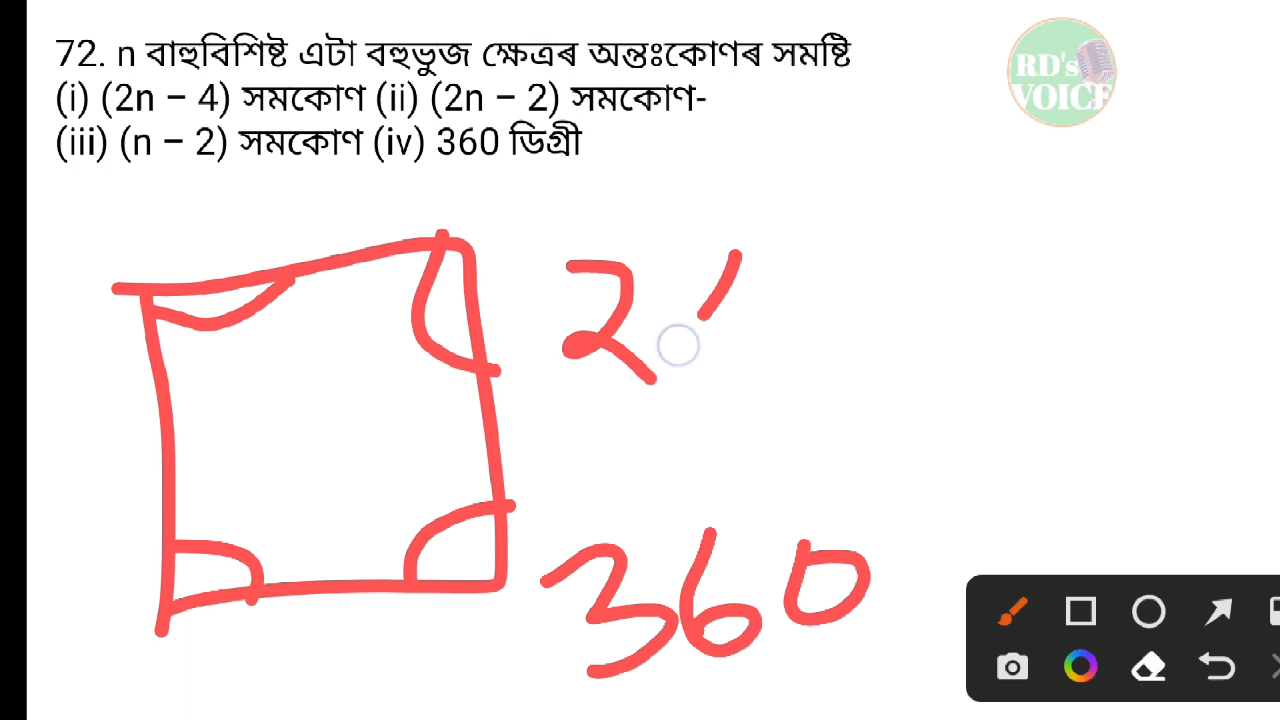 72. n বাহুবিশিষ্ট এটা বহুভুজ ক্ষেত্ৰৰ অন্তঃকোণৰ সমষ্টি
(i) (2n – 4) সমকোণ (ii) (2n – 2) সমকোণ-
(iii) (n – 2) সমকোণ (iv) 360 ডিগ্ৰী
RD's
VOICE
2
360